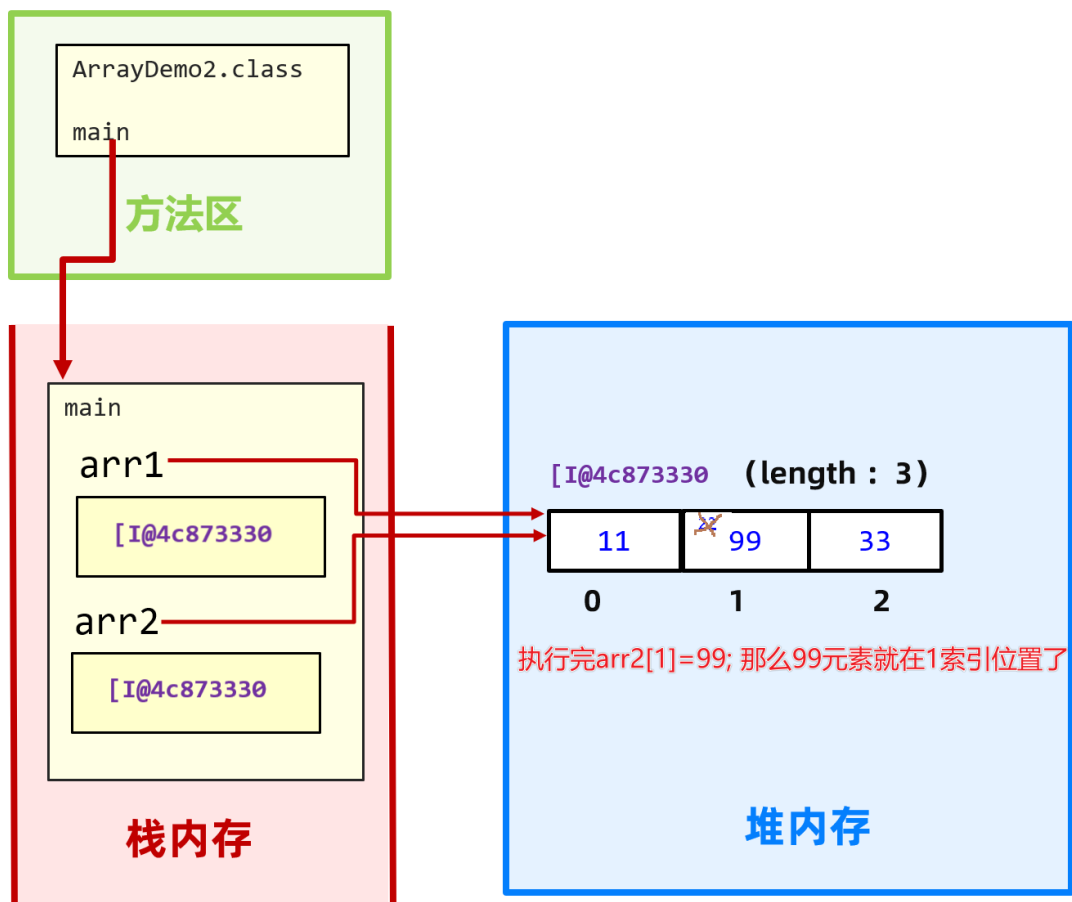 ArrayDemo2.class
main
方法区
main
arr1
[I@4c873330
arr2
[I@4c873330
栈内存
[I@4c873330 (length : 3)
11 22 99 33
0 1 2
执行完arr2[1]=99; 那么99元素就在1索引位置了
堆内存